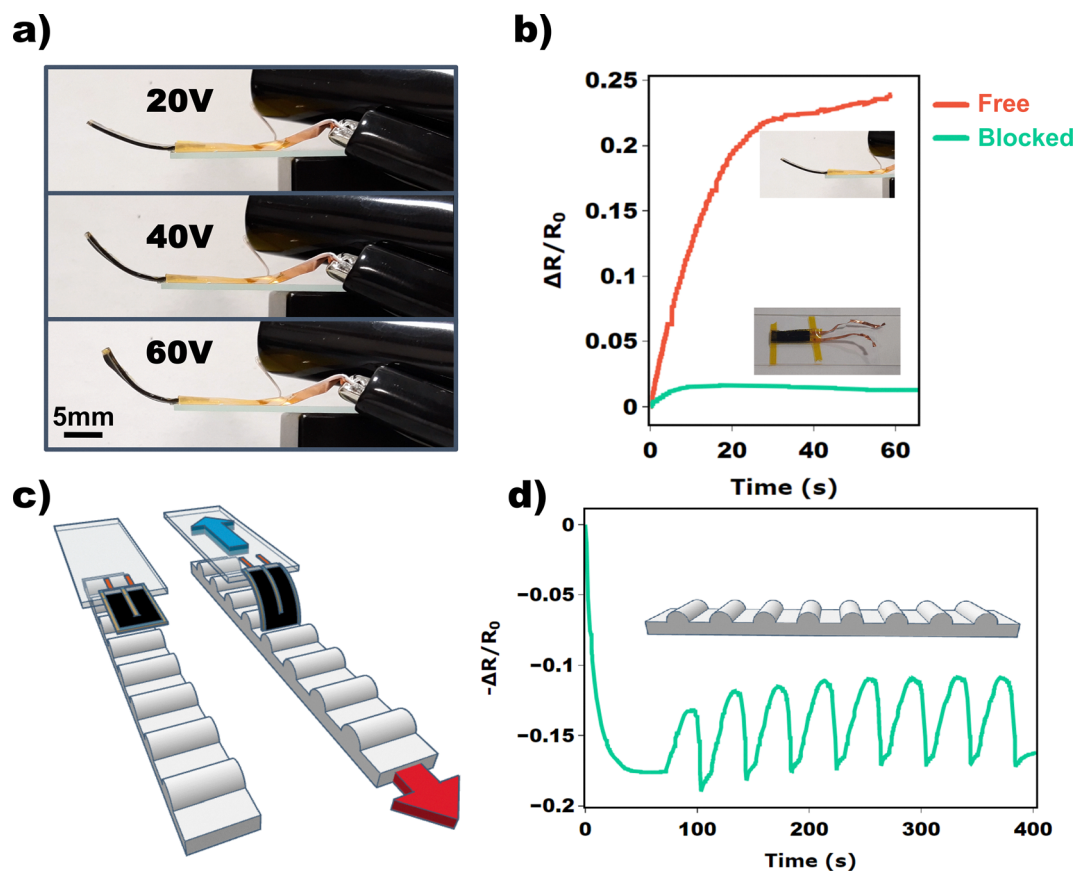 a)
20V
40V
60V
5mm
b)
0.25
0.2
0.15
0.1
0.05
0
ΔR/R₀
0 20 40 60
Time (s)
Free
Blocked
c)
d)
0
−0.05
−0.1
−0.15
−0.2
-ΔR/R₀
0 100 200 300 400
Time (s)